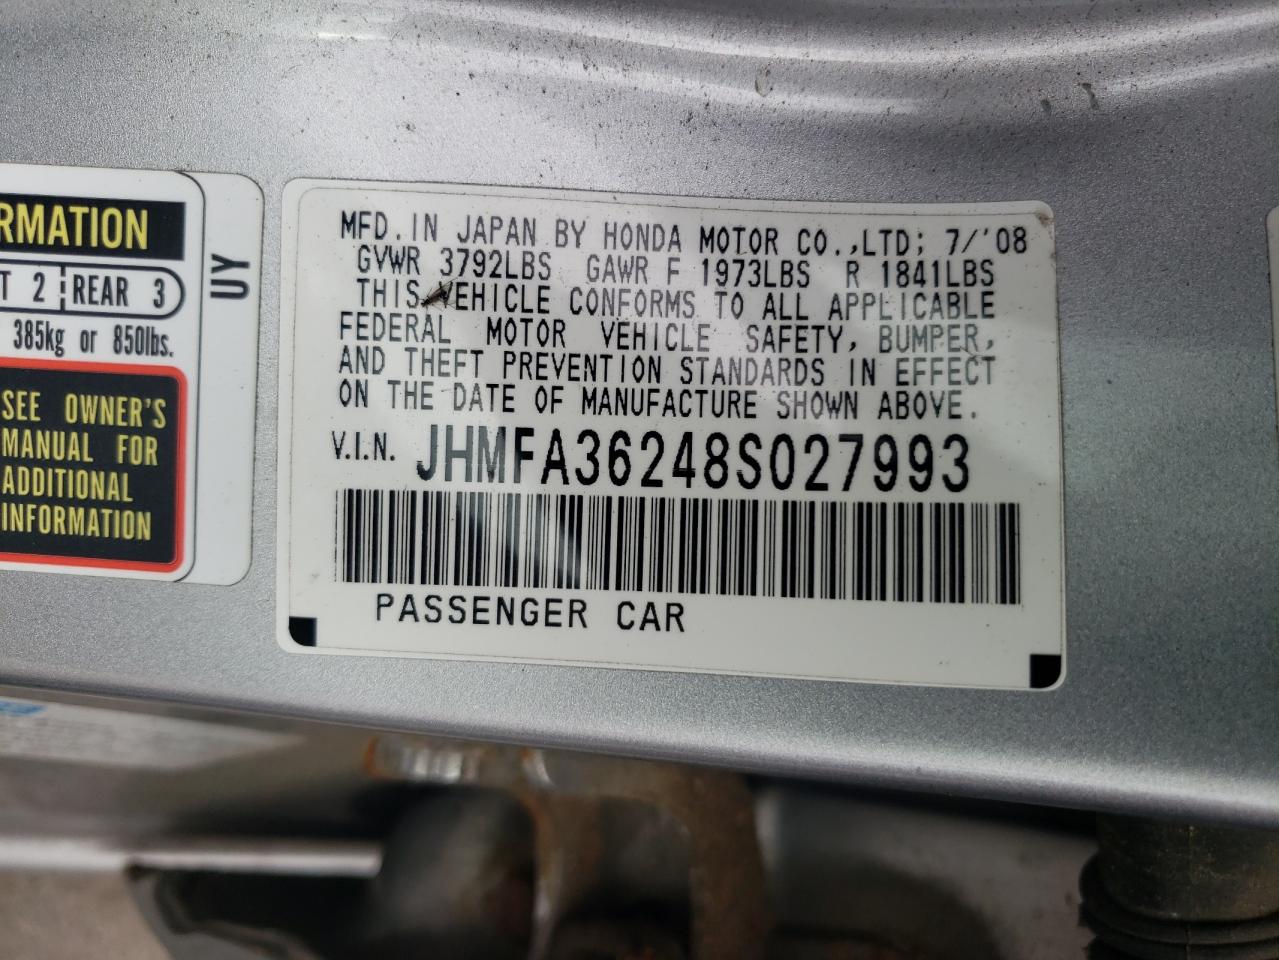 RMATION
T 2 REAR 3
385kg or 850lbs.
SEE OWNER'S
MANUAL FOR
ADDITIONAL
INFORMATION
UY
MFD. IN JAPAN BY HONDA MOTOR CO.,LTD; 7/'08
GVWR 3792LBS GAWR F 1973LBS R 1841LBS
THIS VEHICLE CONFORMS TO ALL APPLICABLE
FEDERAL MOTOR VEHICLE SAFETY, BUMPER,
AND THEFT PREVENTION STANDARDS IN EFFECT
ON THE DATE OF MANUFACTURE SHOWN ABOVE.
V.I.N. JHMFA36248S027993
PASSENGER CAR